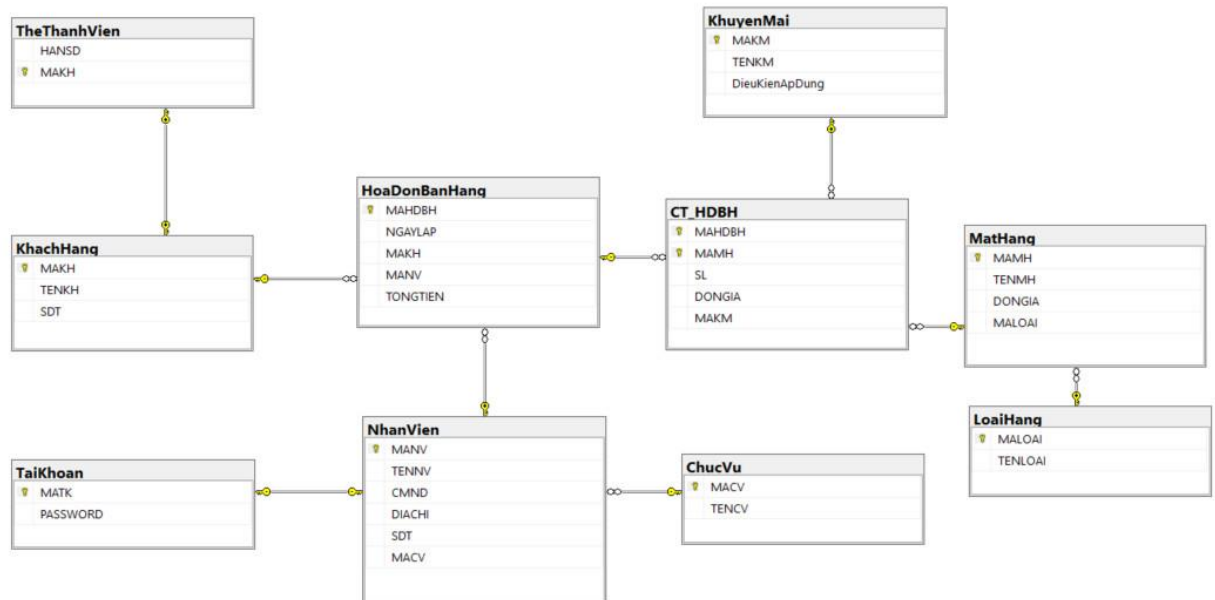 TheThanhVien
HANSD
MAKH
KhuyenMai
MAKM
TENKM
DieuKienApDung
HoaDonBanHang
MAHDBH
NGAYLAP
MAKH
MANV
TONGTIEN
CT_HDBH
MAHDBH
MAMH
SL
DONGIA
MAKM
KhachHang
MAKH
TENKH
SDT
MatHang
MAMH
TENMH
DONGIA
MALOAI
NhanVien
MANV
TENNV
CMND
DIACHI
SDT
MACV
LoaiHang
MALOAI
TENLOAI
TaiKhoan
MATK
PASSWORD
ChucVu
MACV
TENCV